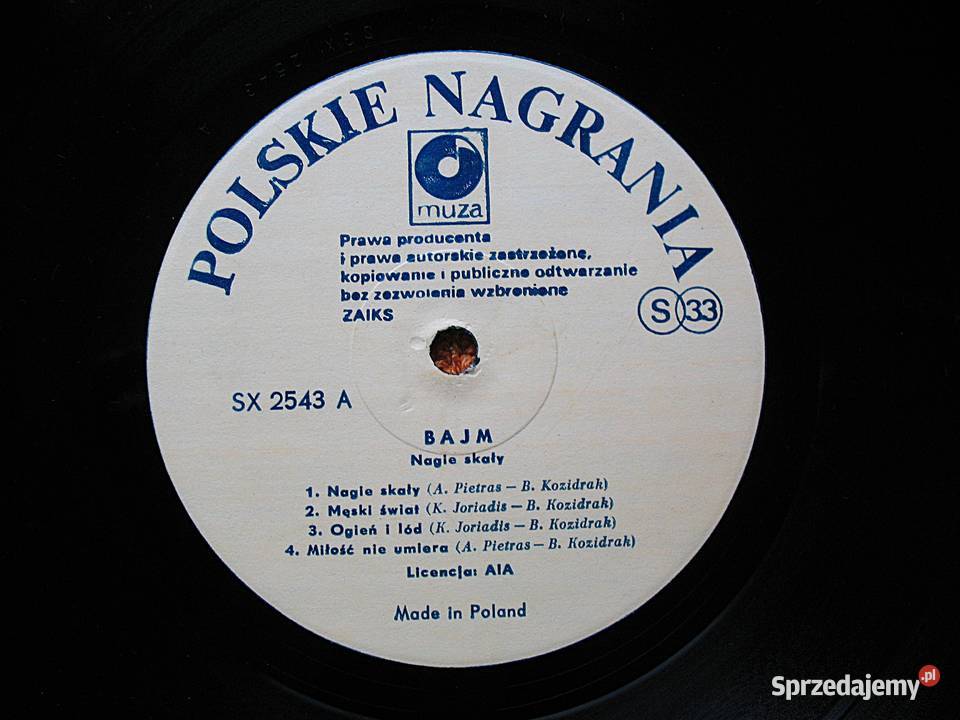 POLSKIE NAGRANIA
muza
Prawa producenta
i prawa autorskie zastrzeżone,
kopiowanie i publiczne odtwarzanie
bez zezwolenia wzbronione
ZAIKS
S 33
SX 2543 A
BAJM
Nagie skały
1. Nagie skały (A. Pietras – B. Kozidrak)
2. Męski świat (K. Joriadis – B. Kozidrak)
3. Ogień i lód (K. Joriadis – B. Kozidrak)
4. Miłość nie umiera (A. Pietras – B. Kozidrak)
Licencja: AIA
Made in Poland
Sprzedajemy.pl